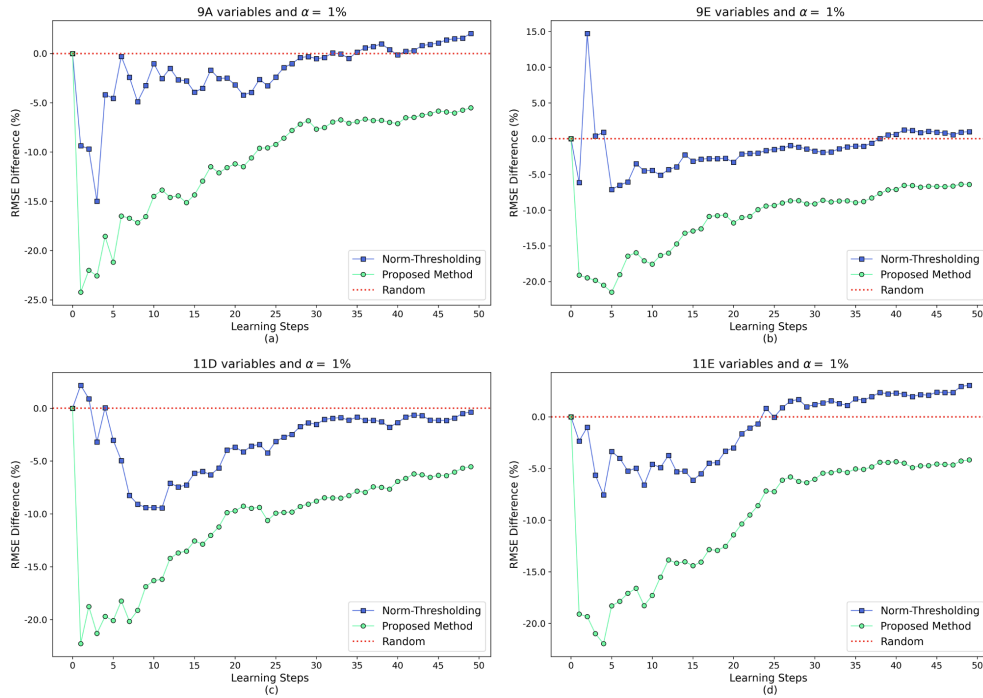 9A variables and α = 1%
RMSE Difference (%)
0.0
-5.0
-10.0
-15.0
-20.0
-25.0
Norm-Thresholding
Proposed Method
Random
0 5 10 15 20 25 30 35 40 45 50
Learning Steps
(a)
9E variables and α = 1%
RMSE Difference (%)
15.0
10.0
5.0
0.0
-5.0
-10.0
-15.0
-20.0
Norm-Thresholding
Proposed Method
Random
0 5 10 15 20 25 30 35 40 45 50
Learning Steps
(b)
11D variables and α = 1%
RMSE Difference (%)
0.0
-5.0
-10.0
-15.0
-20.0
Norm-Thresholding
Proposed Method
Random
0 5 10 15 20 25 30 35 40 45 50
Learning Steps
(c)
11E variables and α = 1%
RMSE Difference (%)
0.0
-5.0
-10.0
-15.0
-20.0
Norm-Thresholding
Proposed Method
Random
0 5 10 15 20 25 30 35 40 45 50
Learning Steps
(d)